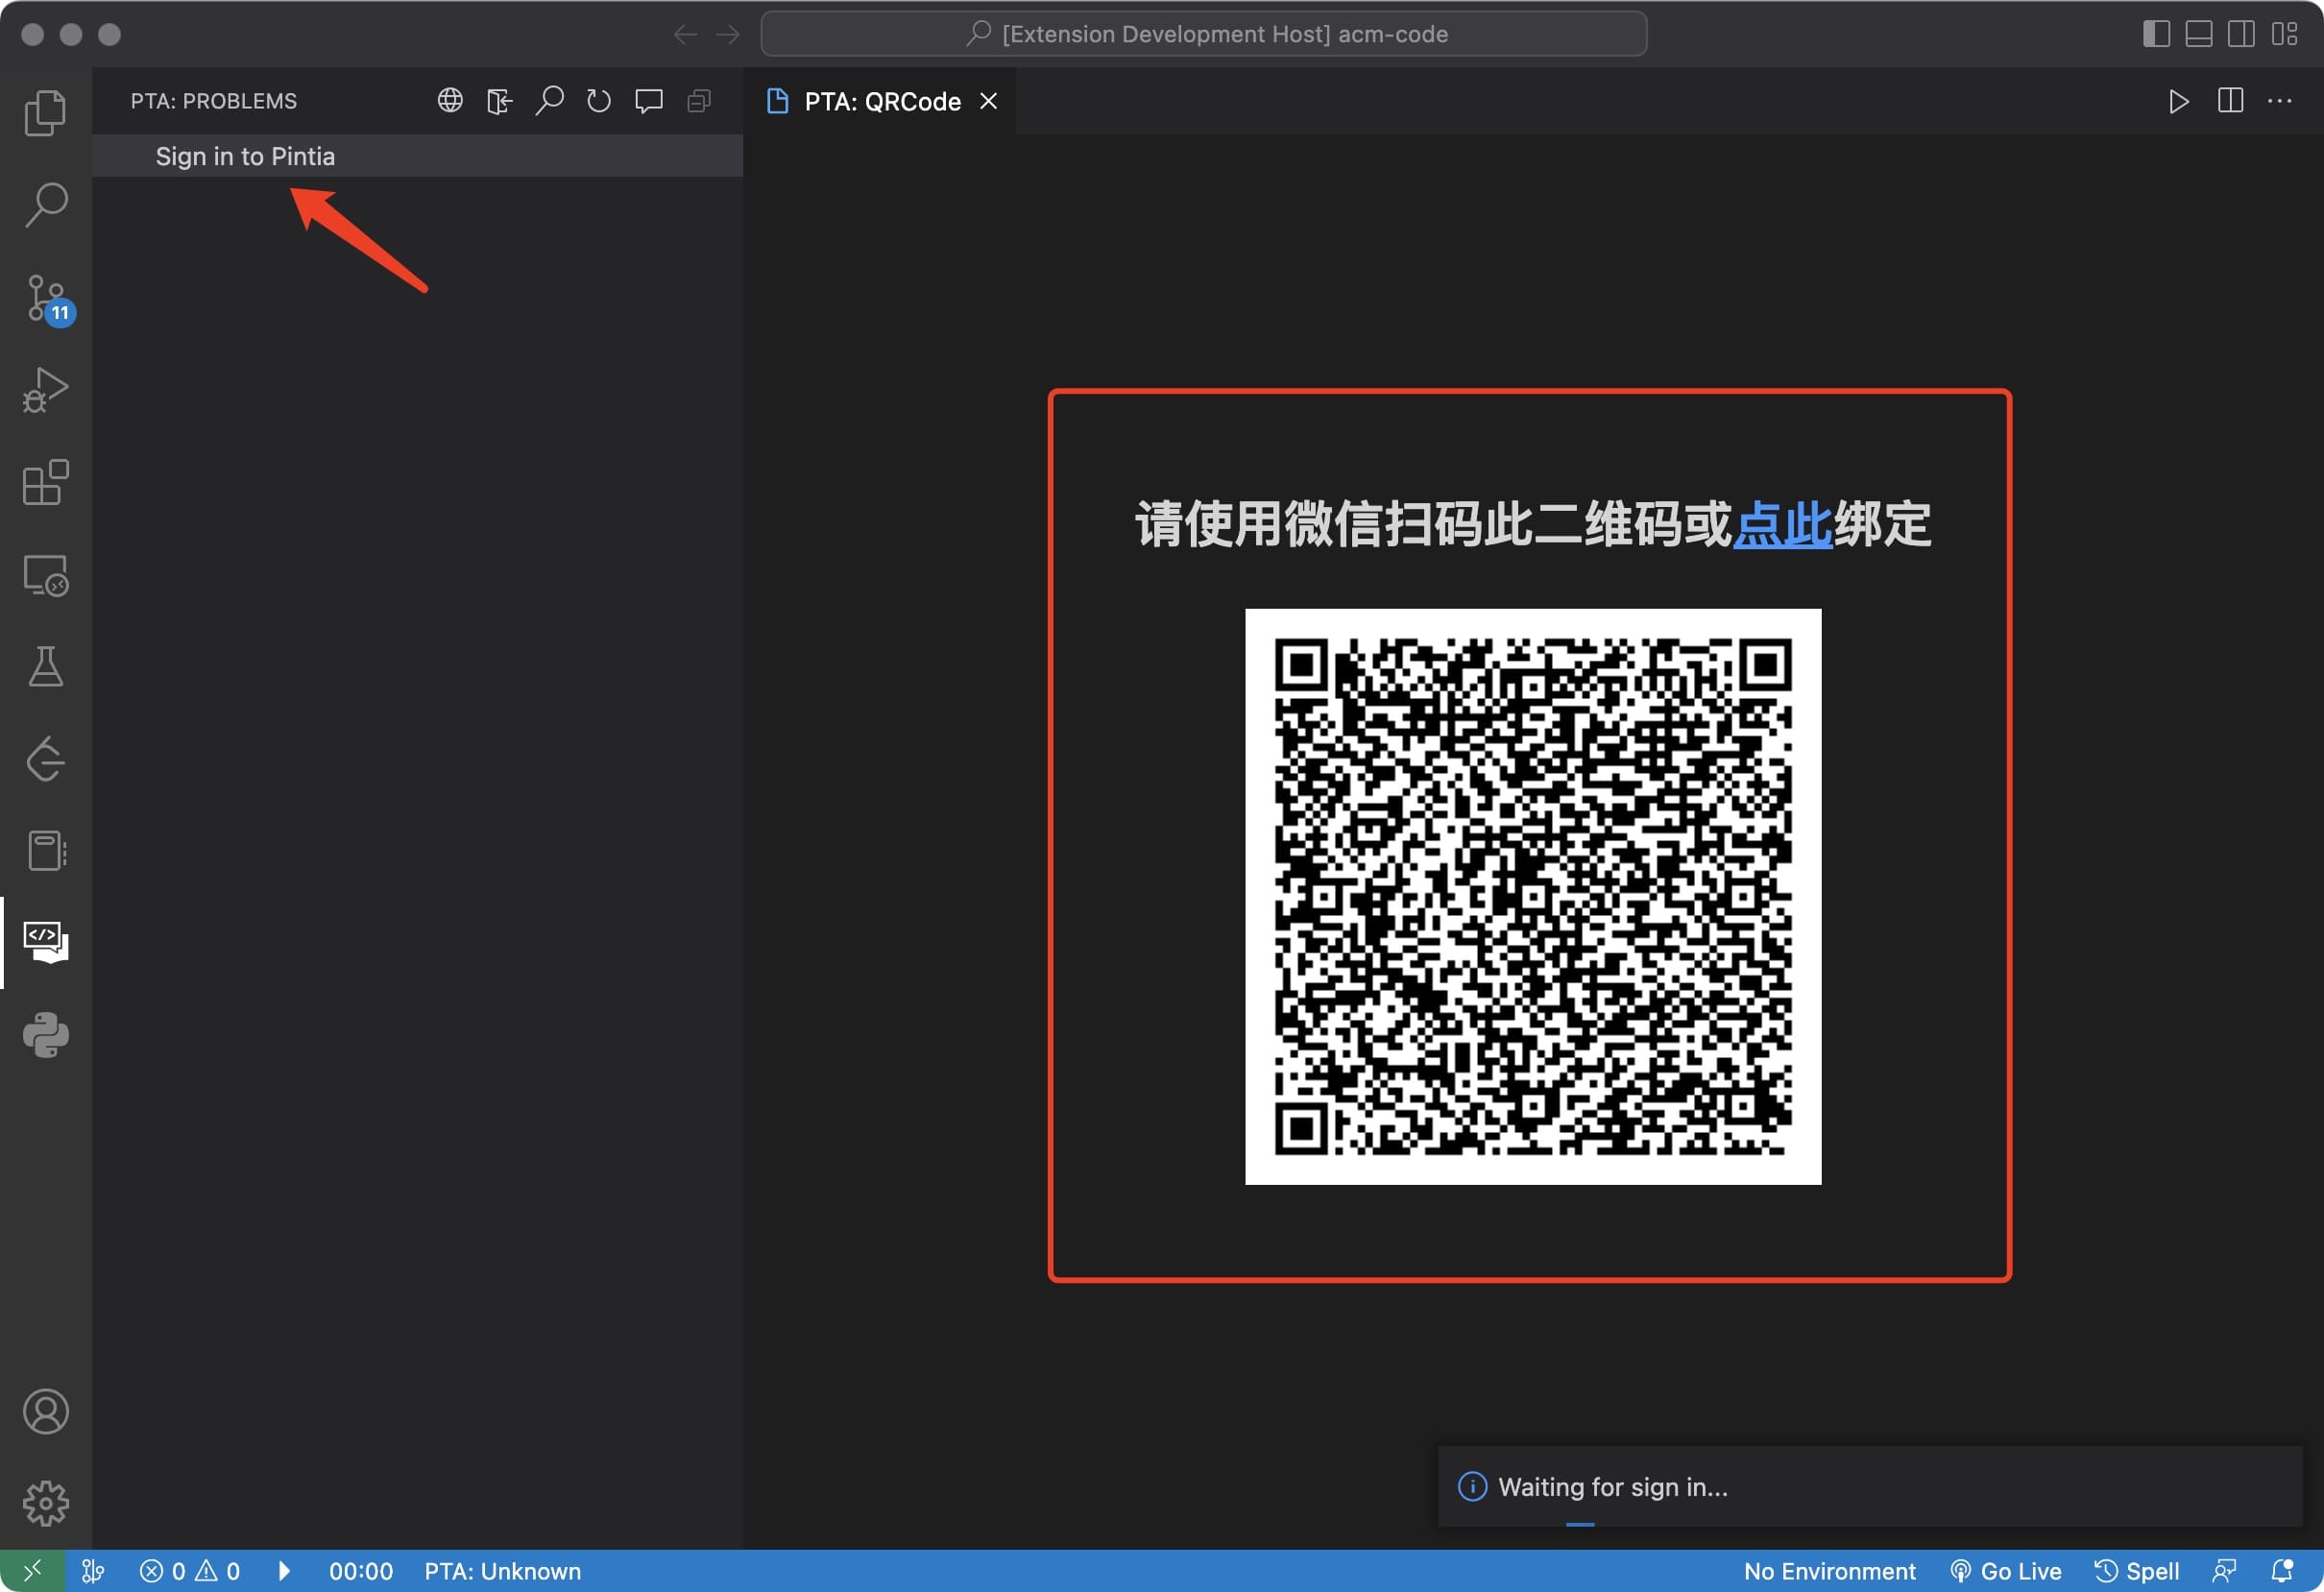 [Extension Development Host] acm-code
PTA: PROBLEMS
PTA: QRCode
Sign in to Pintia
11
请使用微信扫码此二维码或点此绑定
Waiting for sign in...
0 0 00:00 PTA: Unknown No Environment Go Live Spell